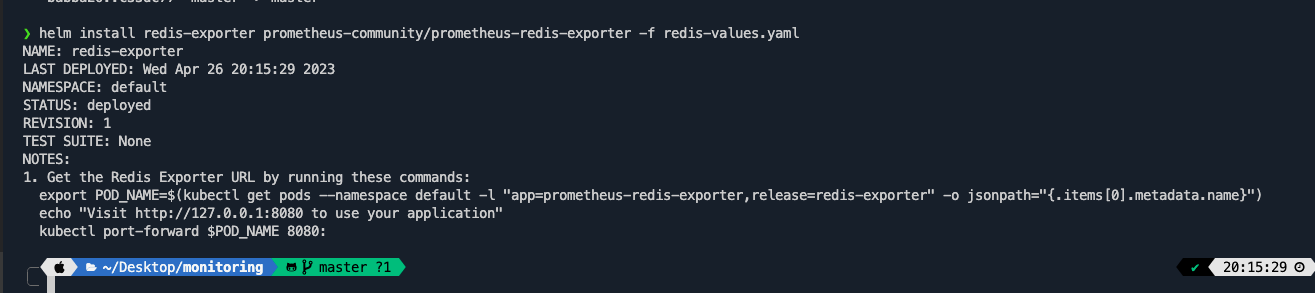 ❯ helm install redis-exporter prometheus-community/prometheus-redis-exporter -f redis-values.yaml
NAME: redis-exporter
LAST DEPLOYED: Wed Apr 26 20:15:29 2023
NAMESPACE: default
STATUS: deployed
REVISION: 1
TEST SUITE: None
NOTES:
1. Get the Redis Exporter URL by running these commands:
  export POD_NAME=$(kubectl get pods --namespace default -l "app=prometheus-redis-exporter,release=redis-exporter" -o jsonpath="{.items[0].metadata.name}")
  echo "Visit http://127.0.0.1:8080 to use your application"
  kubectl port-forward $POD_NAME 8080:
~/Desktop/monitoring master ?1 ✔ 20:15:29